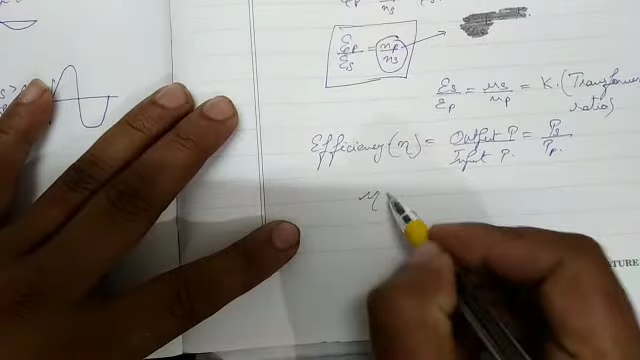 Ep/Es = np/ns
Es/Ep = ns/np = K. (Transformer ratio)
Efficiency (η) = Output P/Input P. = Ps/Pp.
η